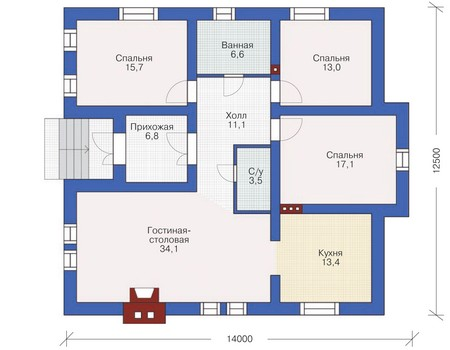 Спальня
15,7
Ванная
6,6
Спальня
13,0
Холл
11,1
Прихожая
6,8
С/у
3,5
Спальня
17,1
Гостиная-
столовая
34,1
Кухня
13,4
12500
14000